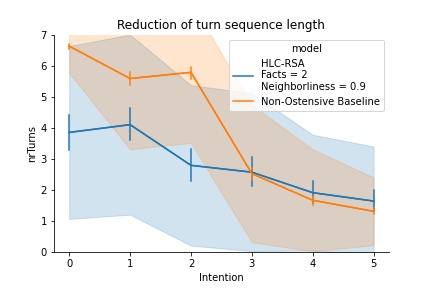 Reduction of turn sequence length
7
6
5
4
3
2
1
0
nrTurns
model
HLC-RSA
Facts = 2
Neighborliness = 0.9
Non-Ostensive Baseline
0 1 2 3 4 5
Intention